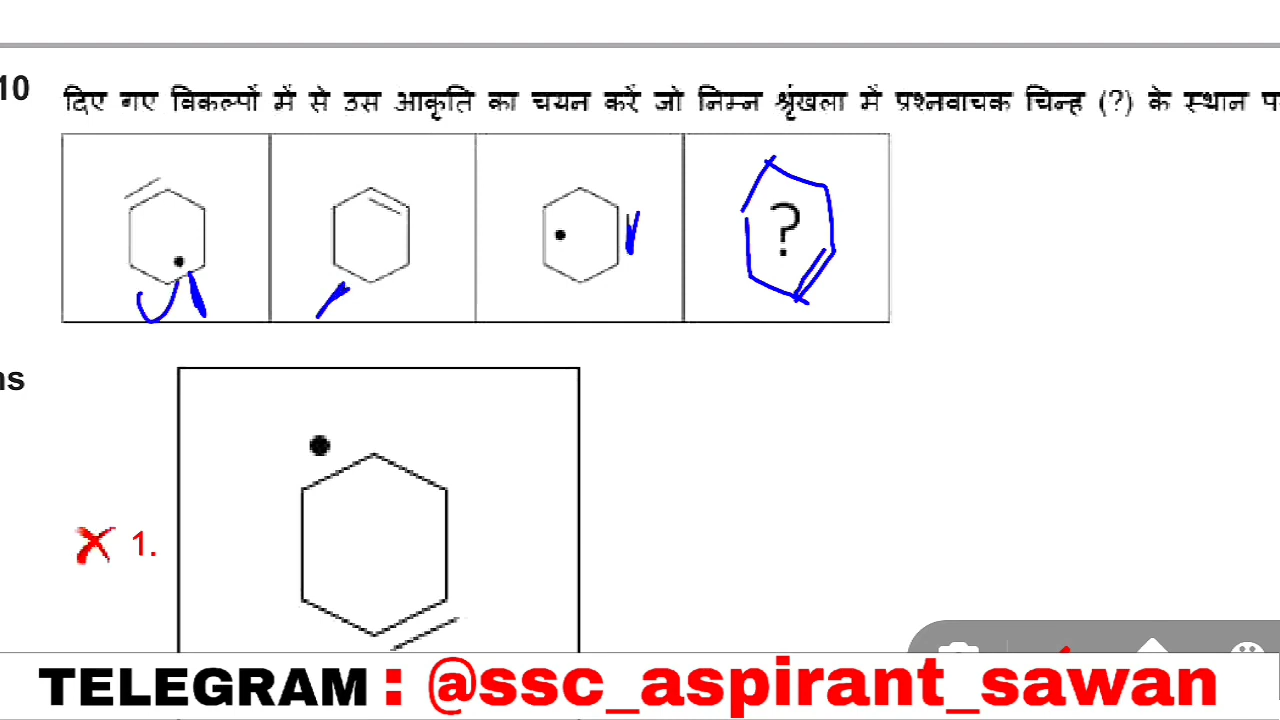 10 दिए गए विकल्पों में से उस आकृति का चयन करें जो निम्न श्रृंखला में प्रश्नवाचक चिन्ह (?) के स्थान
?
ns
X 1.
TELEGRAM : @ssc_aspirant_sawan